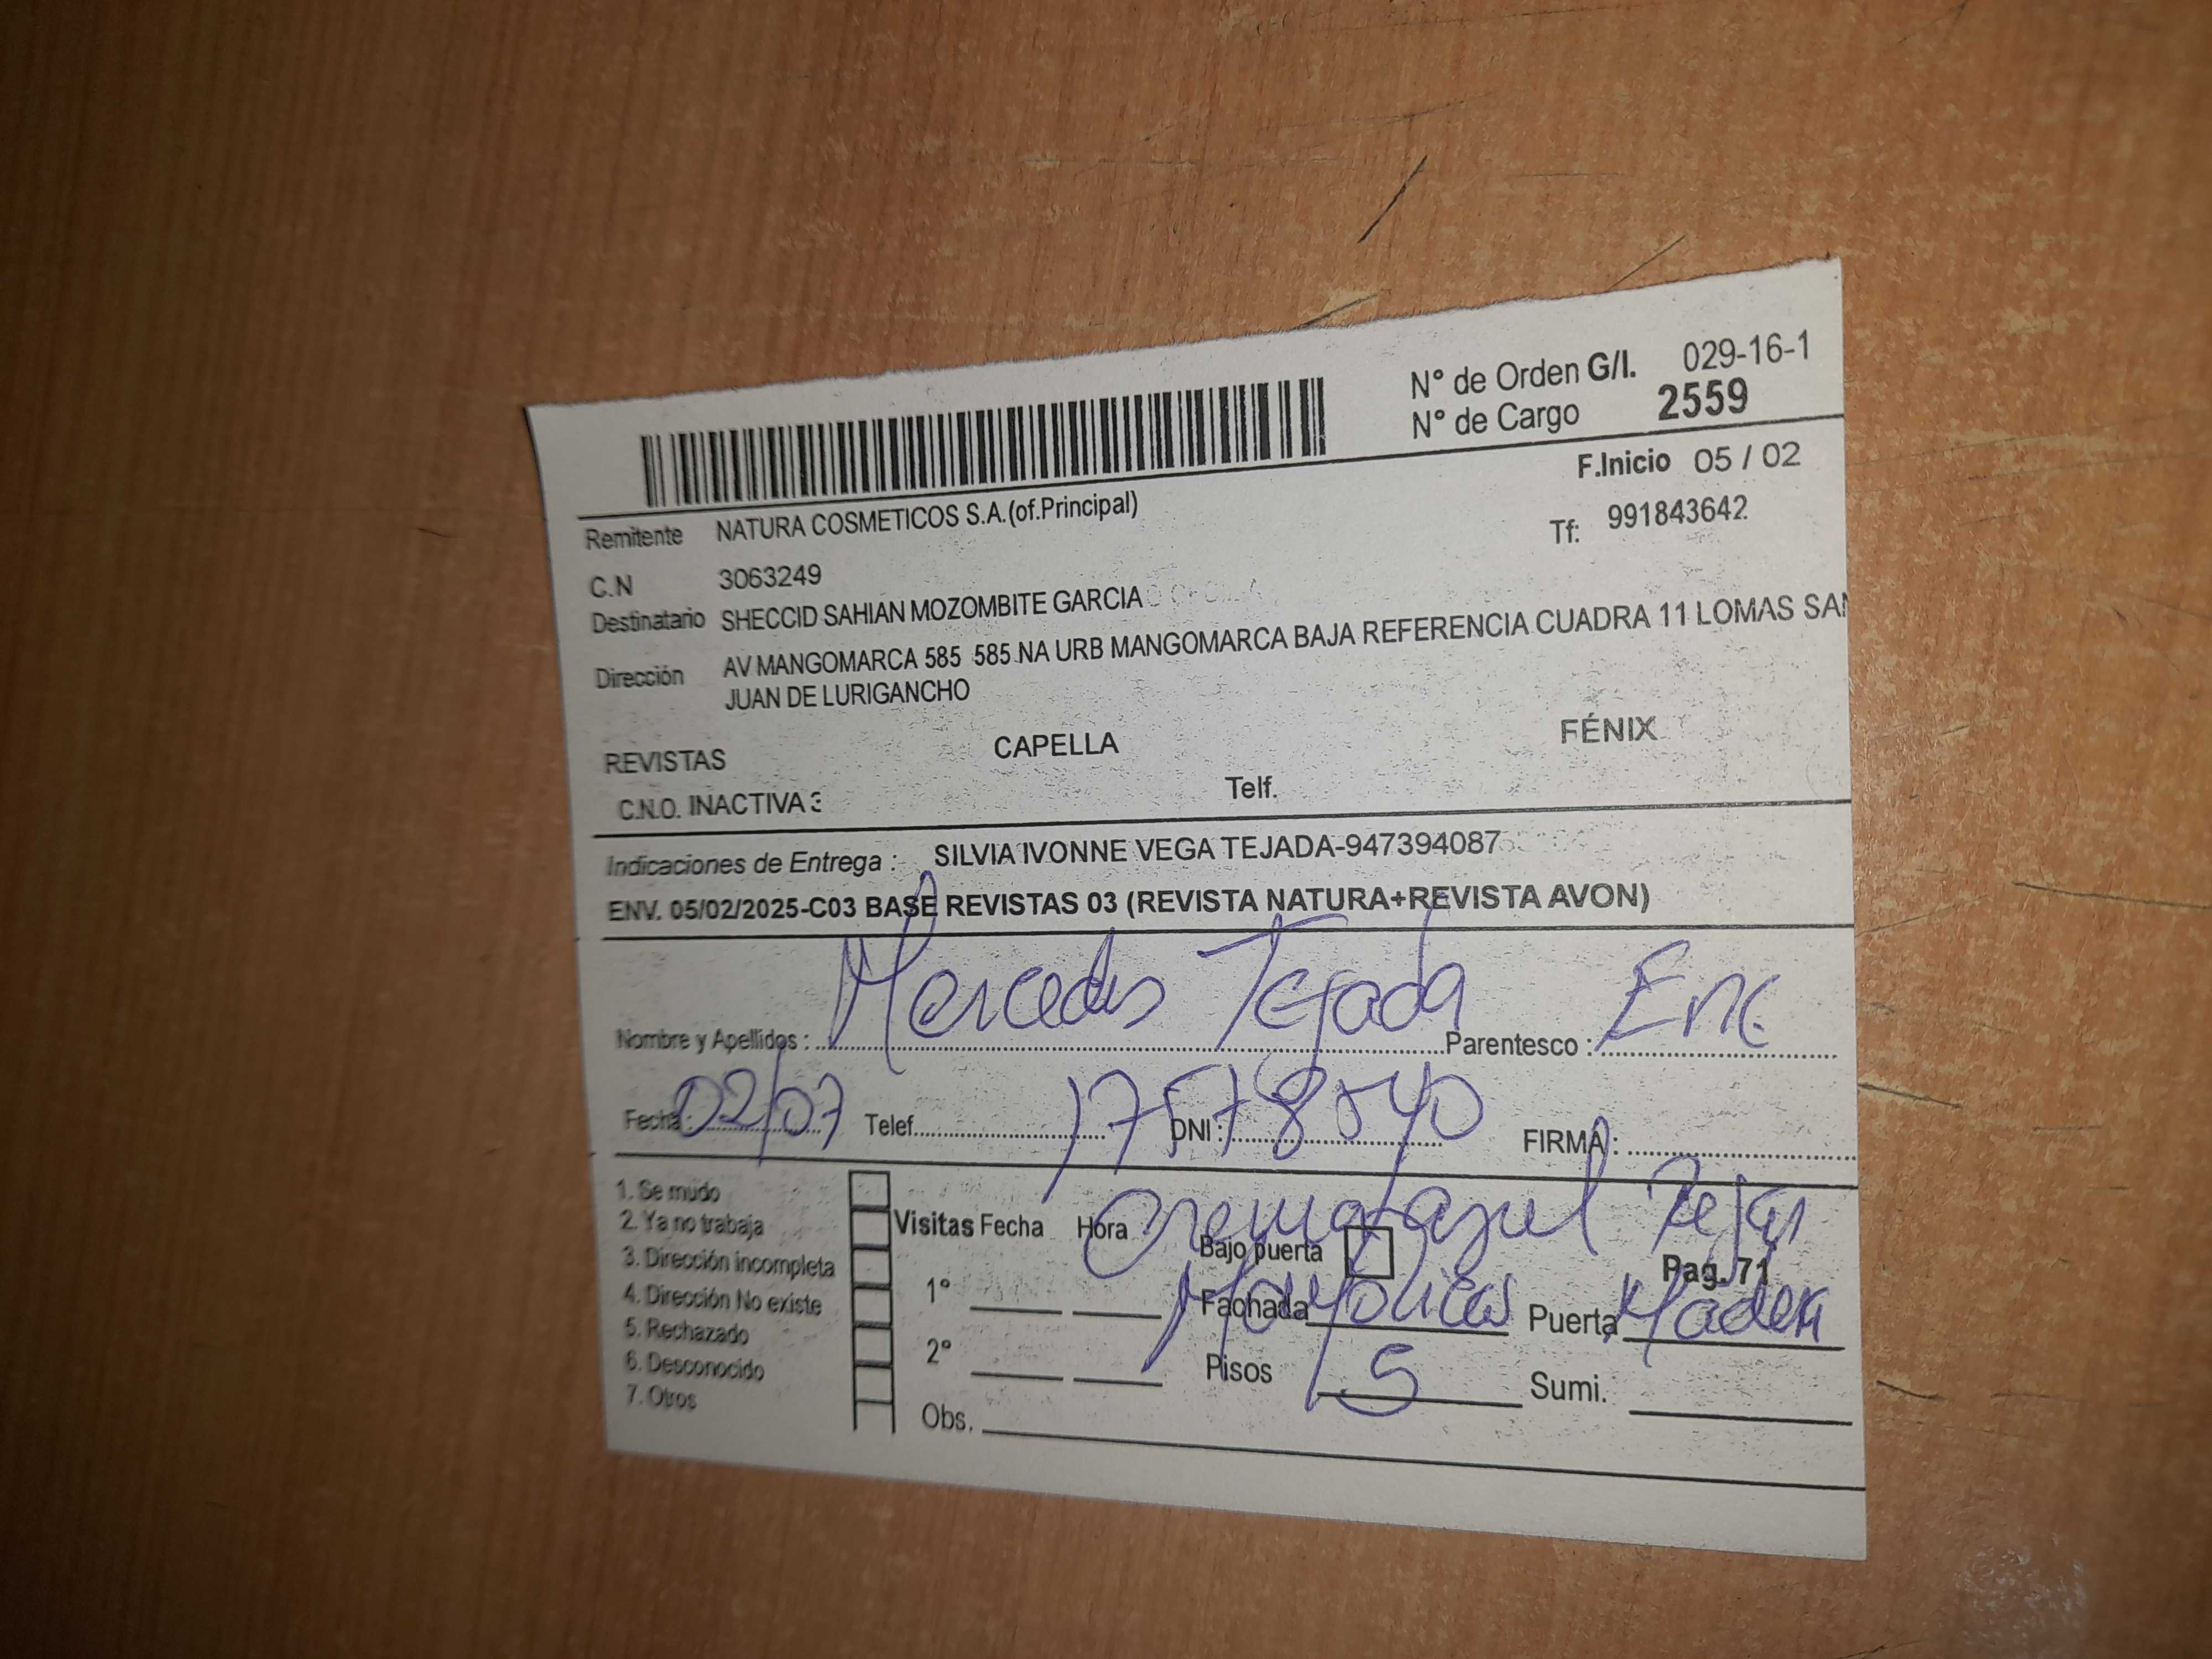 N° de Orden G/I. 029-16-1
N° de Cargo 2559
F.Inicio 05 / 02
Remitente NATURA COSMETICOS S.A.(of.Principal)
Tf: 991843642
C.N 3063249
Destinatario SHECCID SAHIAN MOZOMBITE GARCIA
Dirección AV MANGOMARCA 585 585 NA URB MANGOMARCA BAJA REFERENCIA CUADRA 11 LOMAS SAN
JUAN DE LURIGANCHO
REVISTAS CAPELLA FÉNIX
C.N.O. INACTIVA 3 Telf.
Indicaciones de Entrega : SILVIA IVONNE VEGA TEJADA-947394087
ENV. 05/02/2025-C03 BASE REVISTAS 03 (REVISTA NATURA+REVISTA AVON)
Nombre y Apellidos : Mercedes Tejada Parentesco : Enc
Fecha : 02/07 Telef. DNI : 17578540 FIRMA :
1. Se mudo
2. Ya no trabaja
3. Dirección incompleta
4. Dirección No existe
5. Rechazado
6. Desconocido
7. Otros
Visitas Fecha Hora
1°
2°
Obs.
Crema azul Rejas
Bajo puerta Pag. 71
Fachada Mayolicas Puerta Madera
Pisos 5 Sumi.